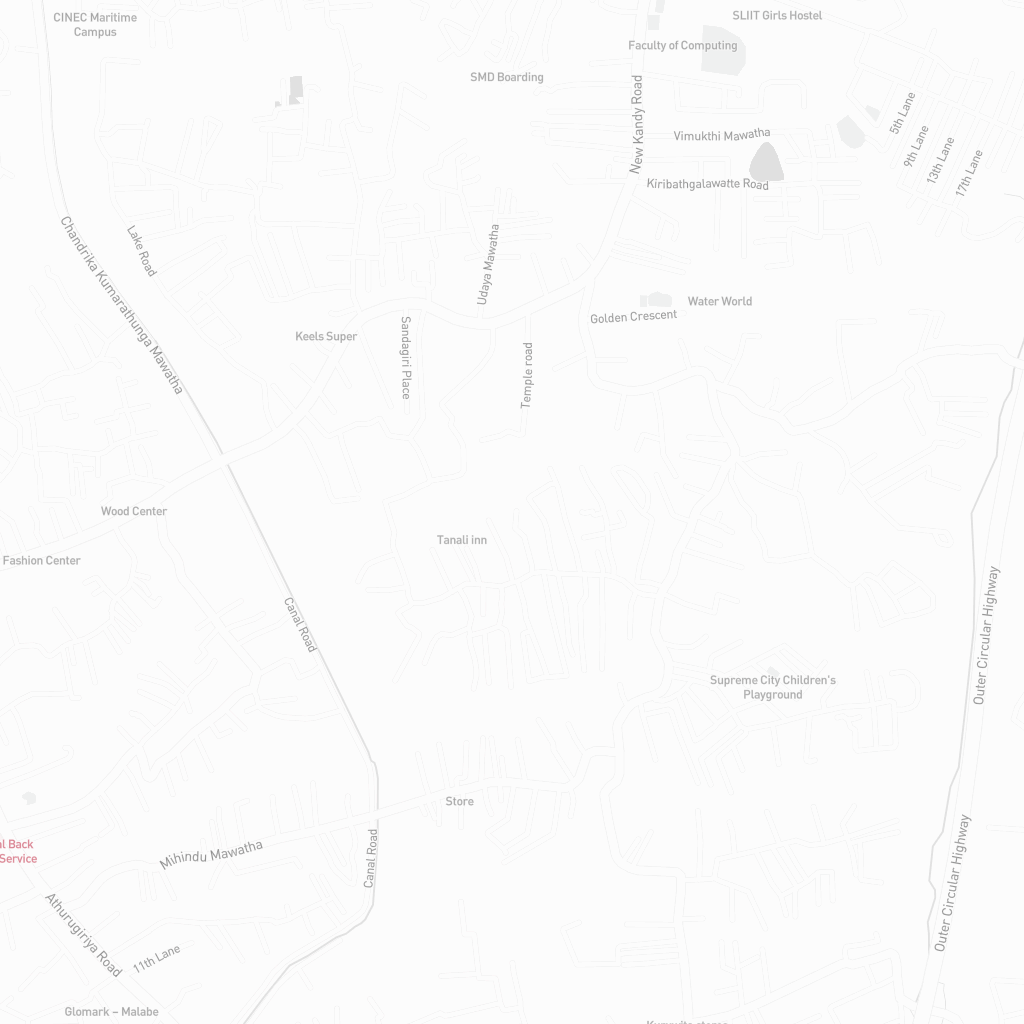 CINEC Maritime
Campus
SLIIT Girls Hostel
Faculty of Computing
SMD Boarding
New Kandy Road
Vimukthi Mawatha
Kiribathgalawatte Road
5th Lane
9th Lane
13th Lane
17th Lane
Chandrika Kumarathunga Mawatha
Lake Road
Udaya Mawatha
Water World
Golden Crescent
Keels Super
Sandagiri Place
Temple road
Wood Center
Fashion Center
Tanali inn
Canal Road
Outer Circular Highway
Supreme City Children's
Playground
Store
Back
Service
Mihindu Mawatha
Canal Road
Outer Circular Highway
Athurugiriya Road
11th Lane
Glomark – Malabe